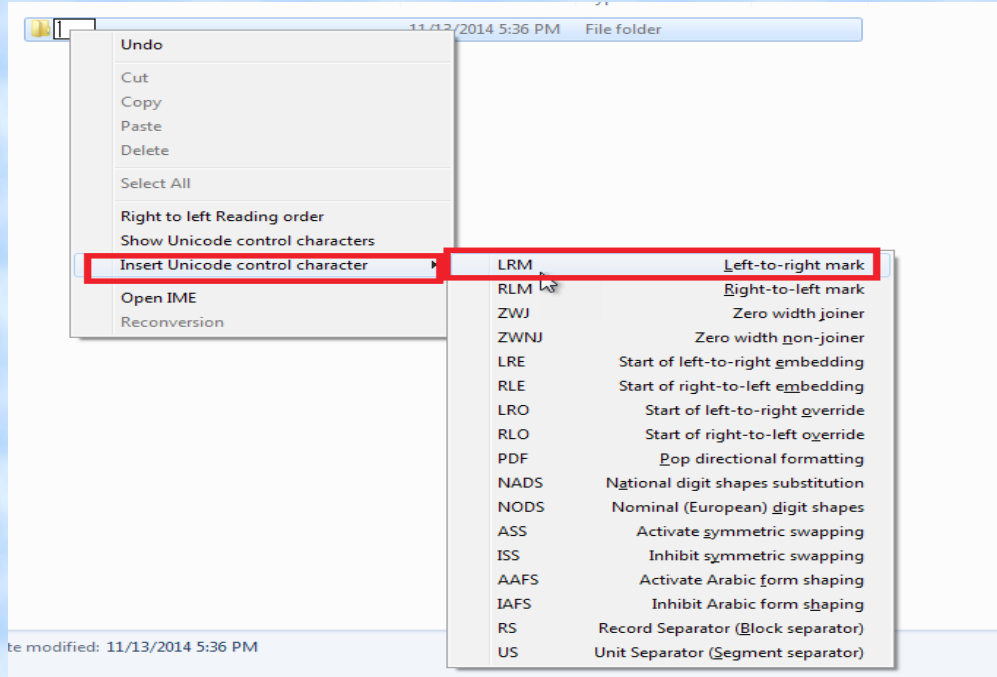 11/13/2014 5:36 PM File folder
Undo
Cut
Copy
Paste
Delete
Select All
Right to left Reading order
Show Unicode control characters
Insert Unicode control character
Open IME
Reconversion
LRM Left-to-right mark
RLM Right-to-left mark
ZWJ Zero width joiner
ZWNJ Zero width non-joiner
LRE Start of left-to-right embedding
RLE Start of right-to-left embedding
LRO Start of left-to-right override
RLO Start of right-to-left override
PDF Pop directional formatting
NADS National digit shapes substitution
NODS Nominal (European) digit shapes
ASS Activate symmetric swapping
ISS Inhibit symmetric swapping
AAFS Activate Arabic form shaping
IAFS Inhibit Arabic form shaping
RS Record Separator (Block separator)
US Unit Separator (Segment separator)
te modified: 11/13/2014 5:36 PM